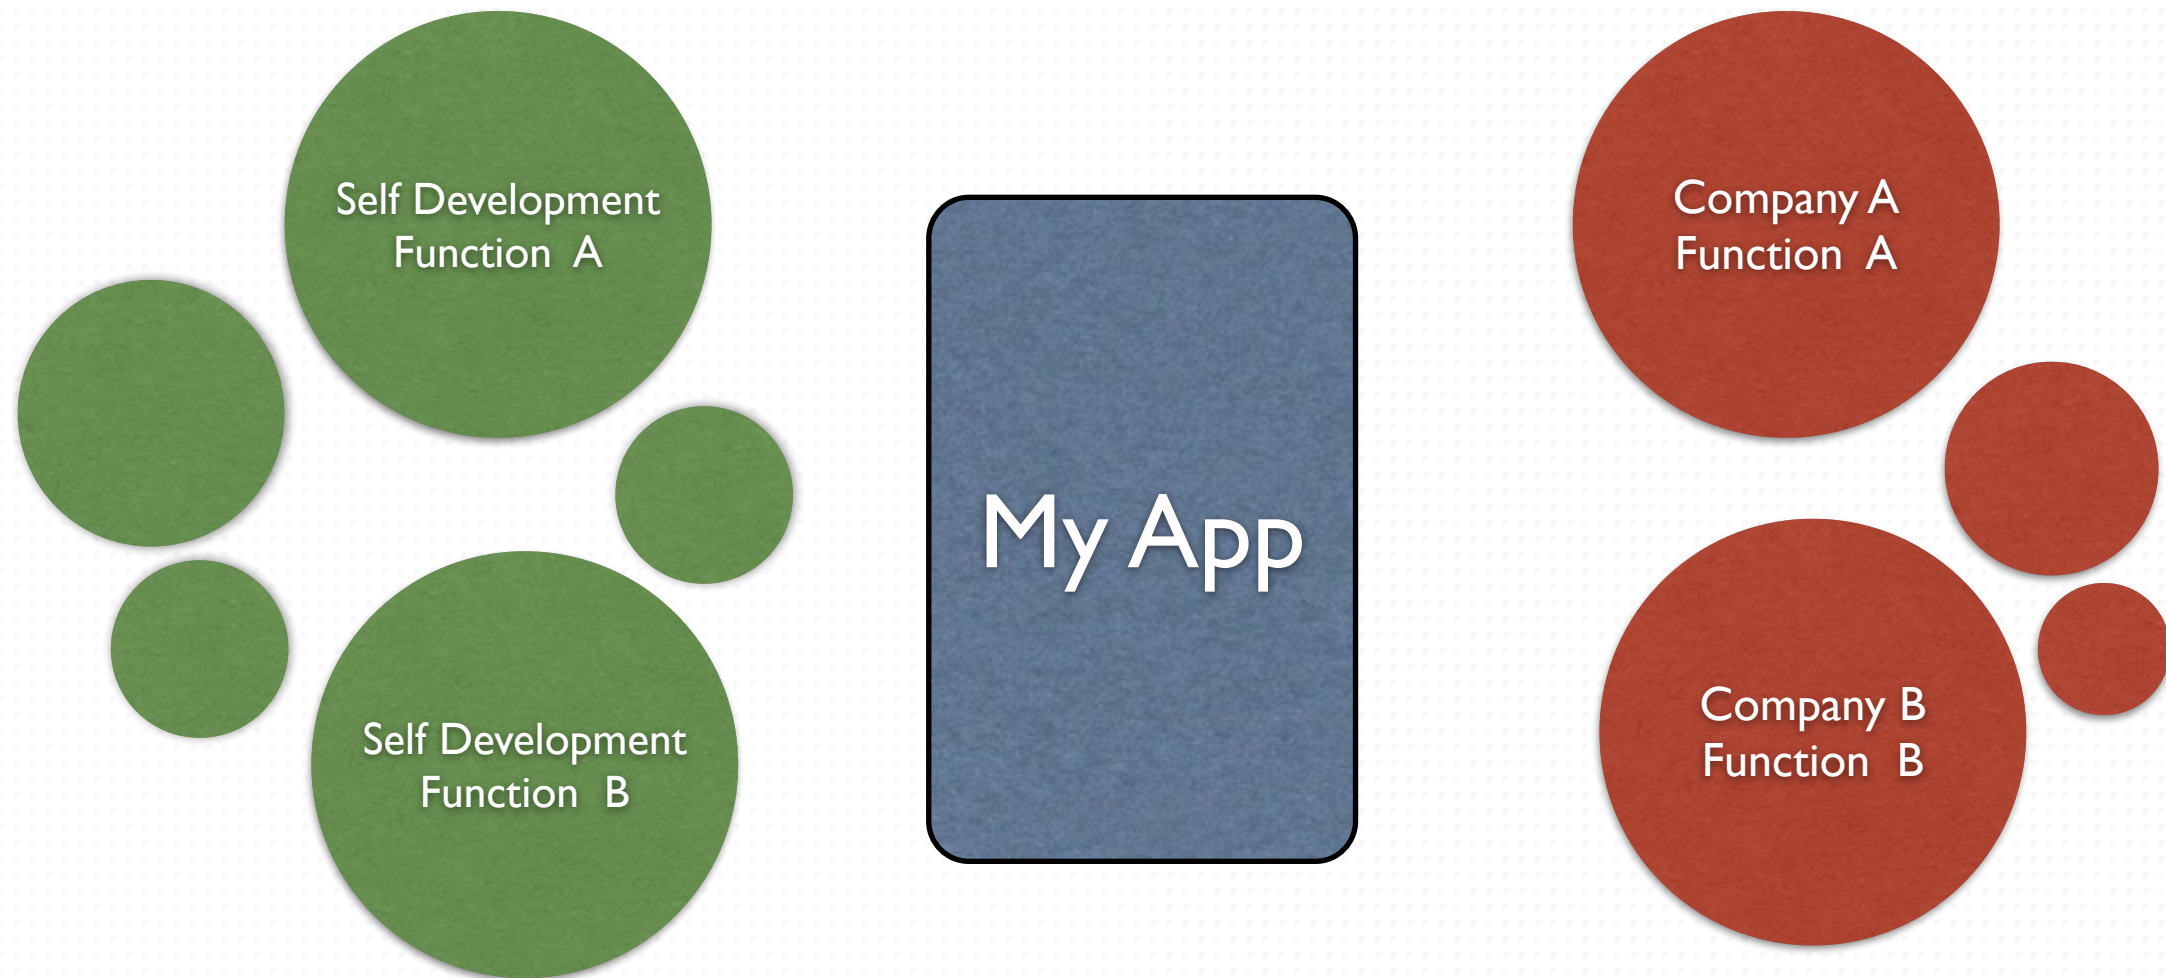 Self Development
Function A
Self Development
Function B
My App
Company A
Function A
Company B
Function B